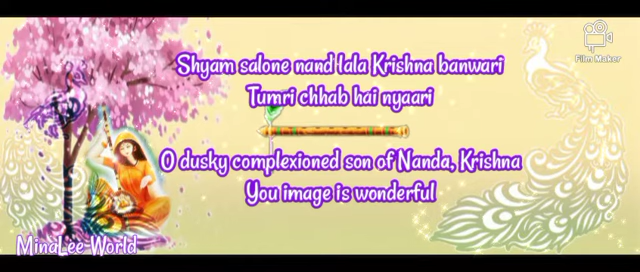 Shyam salone nand lala Krishna banwari
Tumri chhab hai nyaari
O dusky complexioned son of Nanda, Krishna
You image is wonderful
MinaLee World
Film Maker